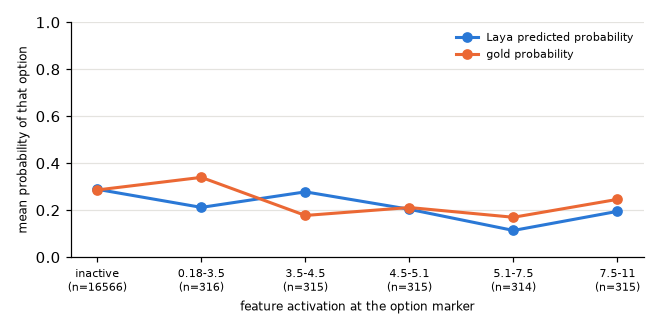 mean probability of that option
1.0
0.8
0.6
0.4
0.2
0.0
Laya predicted probability
gold probability
inactive
(n=16566)
0.18-3.5
(n=316)
3.5-4.5
(n=315)
4.5-5.1
(n=315)
5.1-7.5
(n=314)
7.5-11
(n=315)
feature activation at the option marker